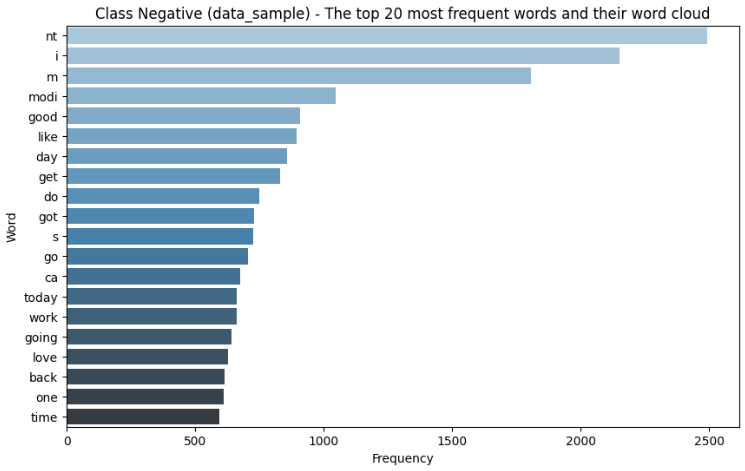 Class Negative (data_sample) - The top 20 most frequent words and their word cloud
nt
i
m
modi
good
like
day
get
do
got
s
go
ca
today
work
going
love
back
one
time
Word
0 500 1000 1500 2000 2500
Frequency